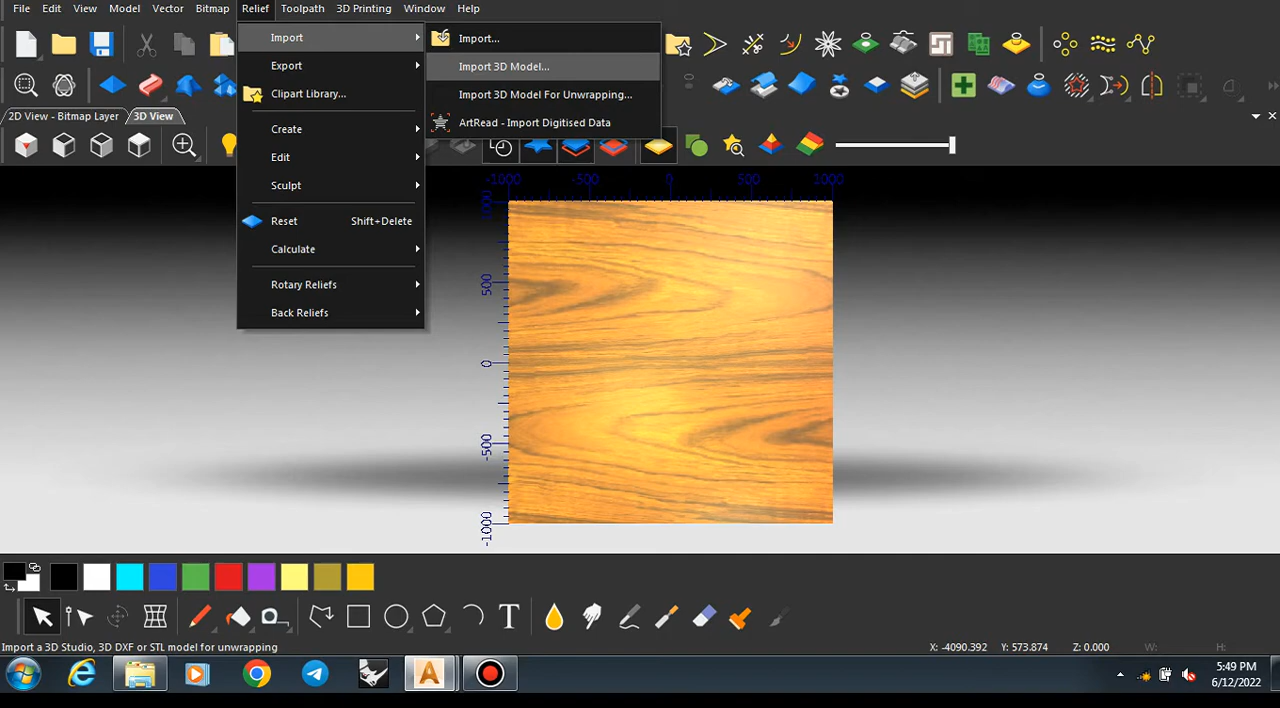 File Edit View Model Vector Bitmap Relief Toolpath 3D Printing Window Help
Import
Export
Clipart Library...
Create
Edit
Sculpt
Reset Shift+Delete
Calculate
Rotary Reliefs
Back Reliefs
Import...
Import 3D Model...
Import 3D Model For Unwrapping...
ArtRead - Import Digitised Data
2D View - Bitmap Layer 3D View
-1000 -500 0 500 1000
1000
500
0
-500
-1000
T
Import a 3D Studio, 3D DXF or STL model for unwrapping X: -4090.392 Y: 573.874 Z: 0.000 W: H:
A
5:49 PM
6/12/2022